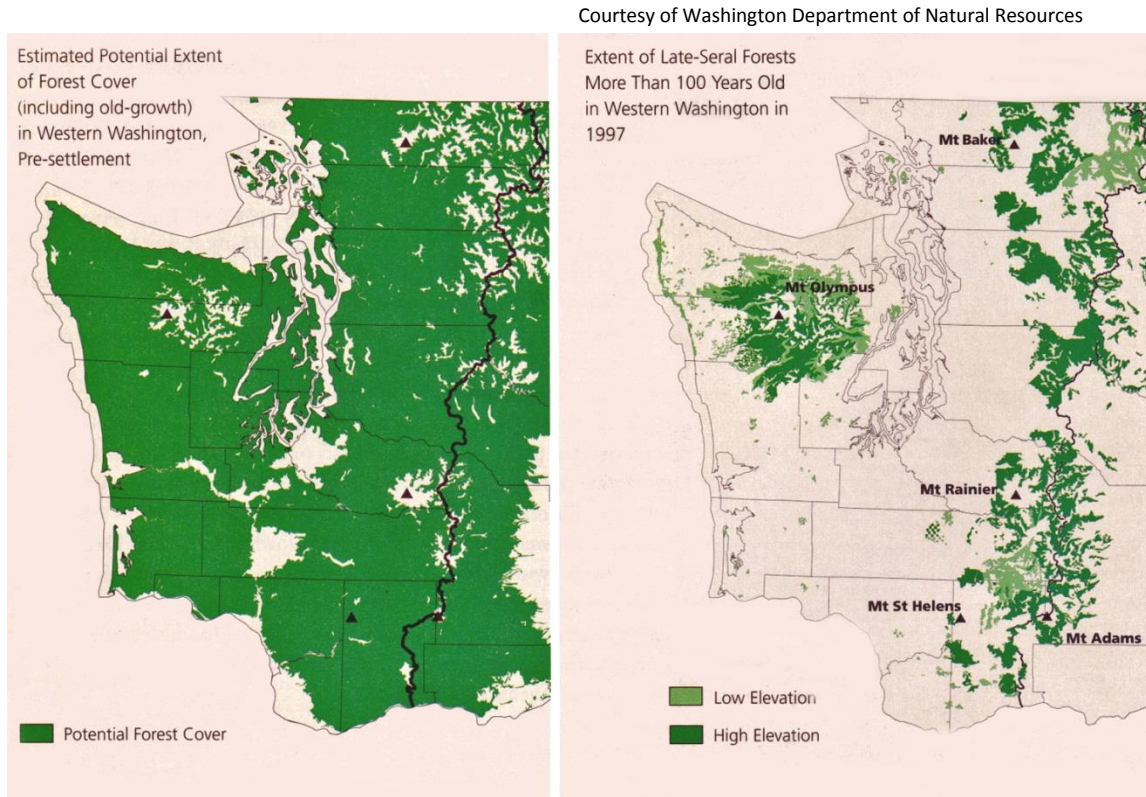 Courtesy of Washington Department of Natural Resources
Estimated Potential Extent
of Forest Cover
(including old-growth)
in Western Washington,
Pre-settlement
Potential Forest Cover
Extent of Late-Seral Forests
More Than 100 Years Old
in Western Washington in
1997
Mt Baker
Mt Olympus
Mt Rainier
Mt St Helens
Mt Adams
Low Elevation
High Elevation